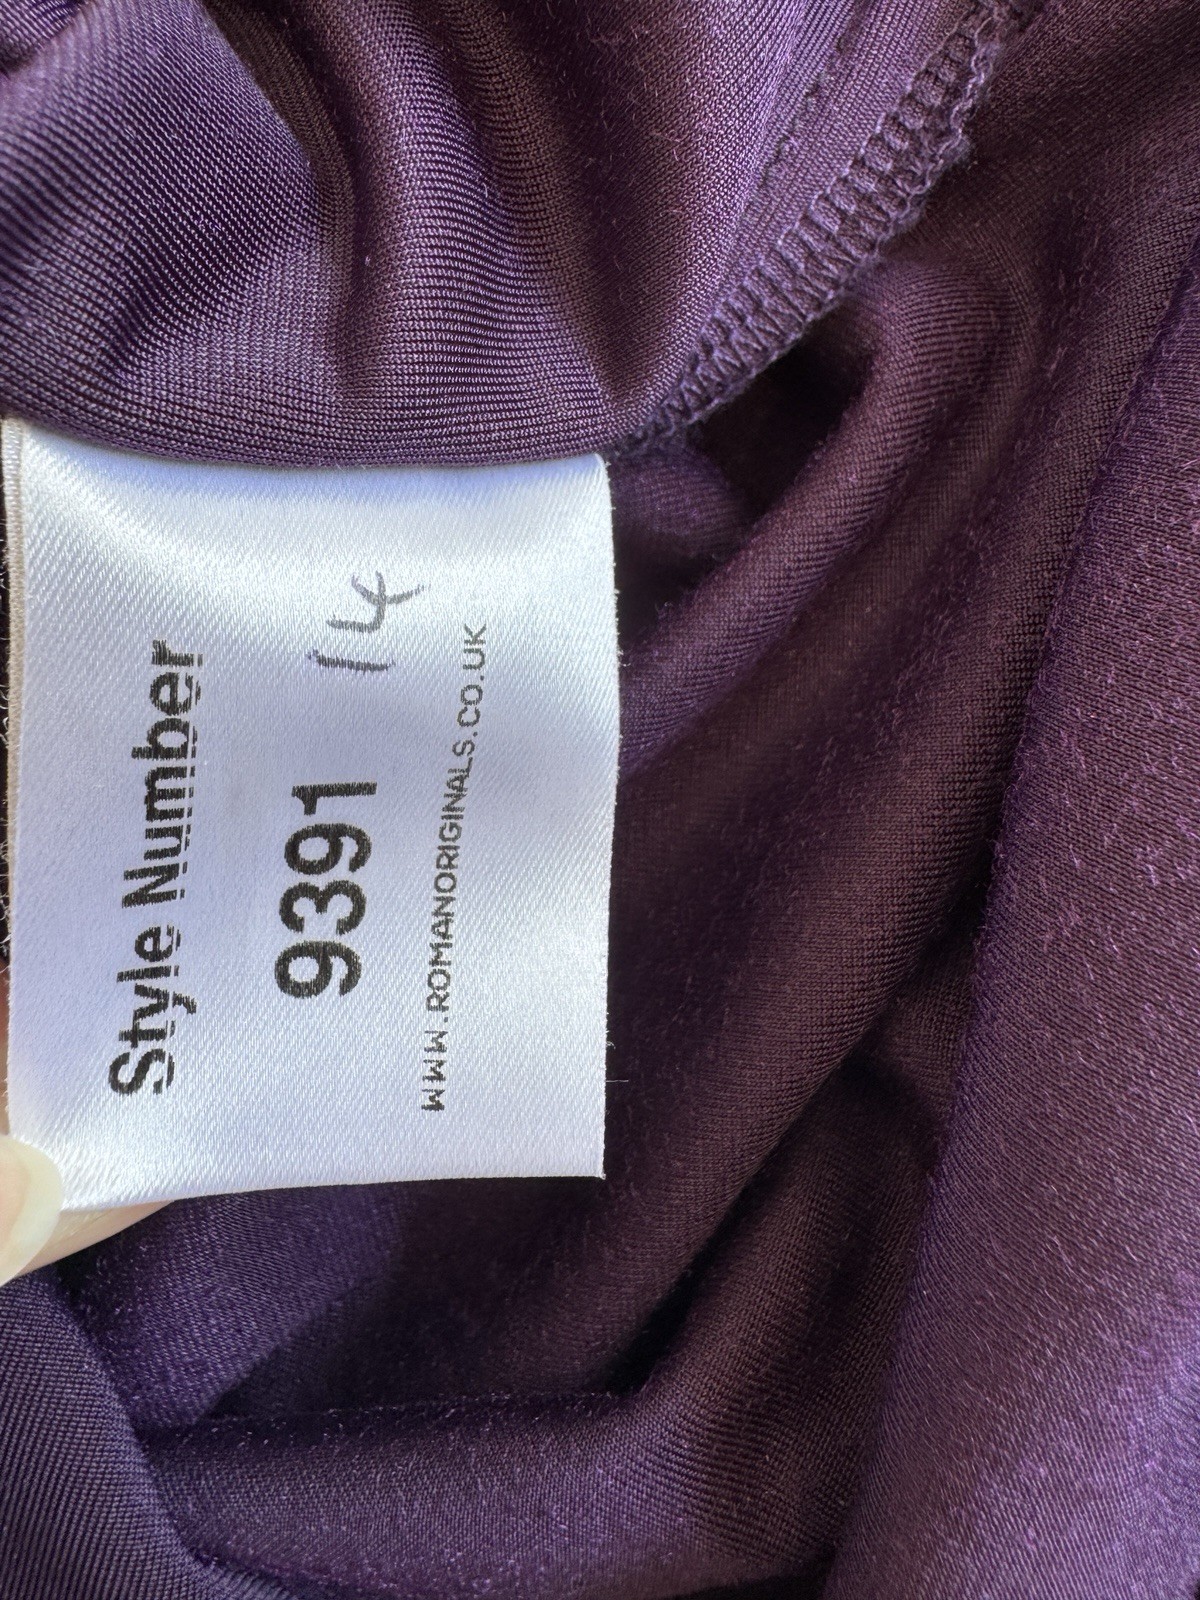 Style Number
9391 14
WWW.ROMANORIGINALS.CO.UK